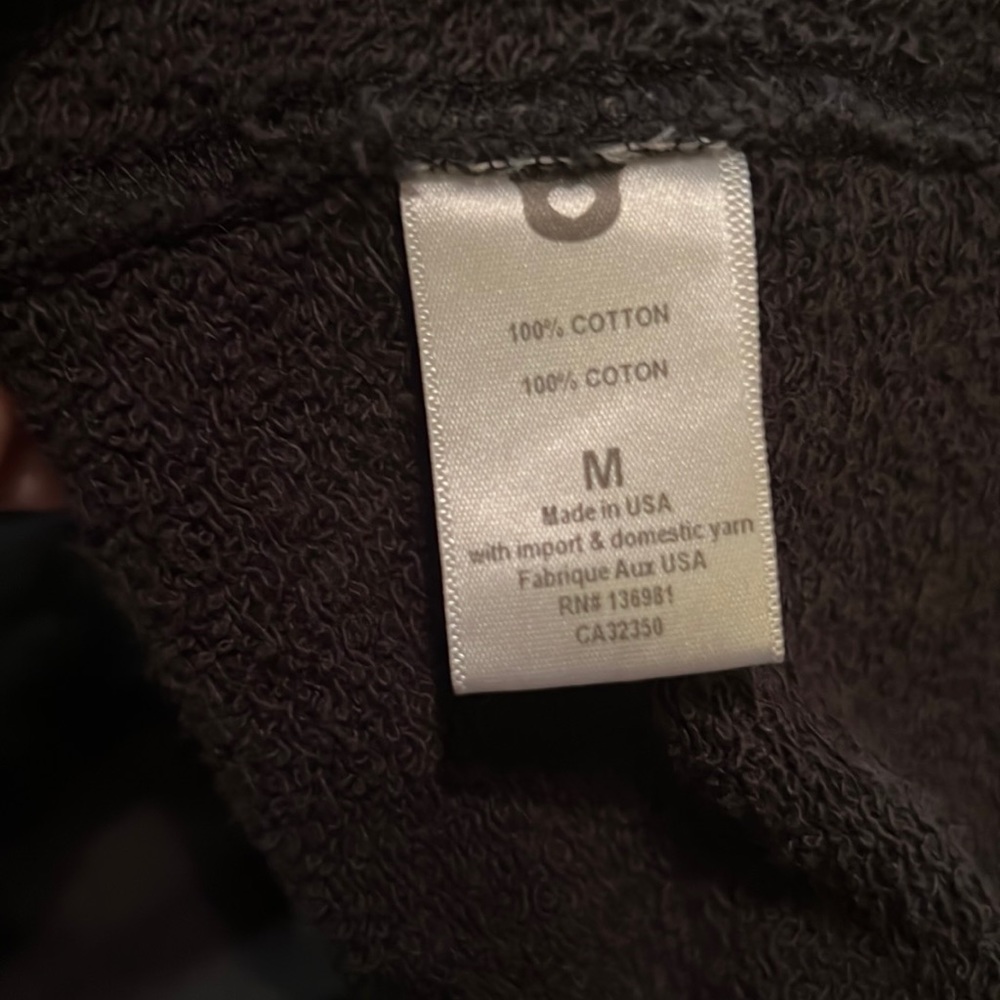 100% COTTON
100% COTON
M
Made in USA
with import & domestic yarn
Fabrique Aux USA
RN# 136981
CA32350